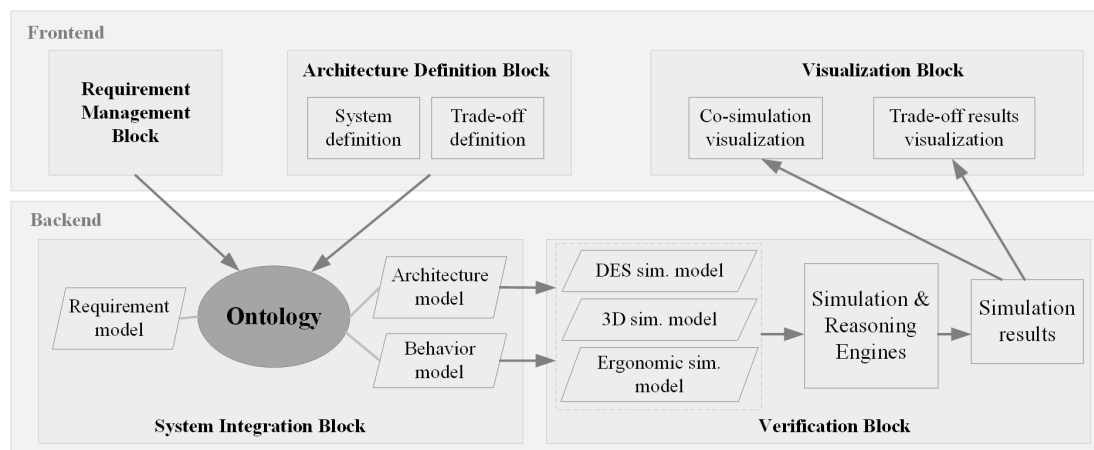 Frontend
Requirement
Management
Block
Architecture Definition Block
System
definition
Trade-off
definition
Visualization Block
Co-simulation
visualization
Trade-off results
visualization
Backend
Requirement
model
Ontology
Architecture
model
Behavior
model
System Integration Block
DES sim. model
3D sim. model
Ergonomic sim.
model
Simulation &
Reasoning
Engines
Simulation
results
Verification Block